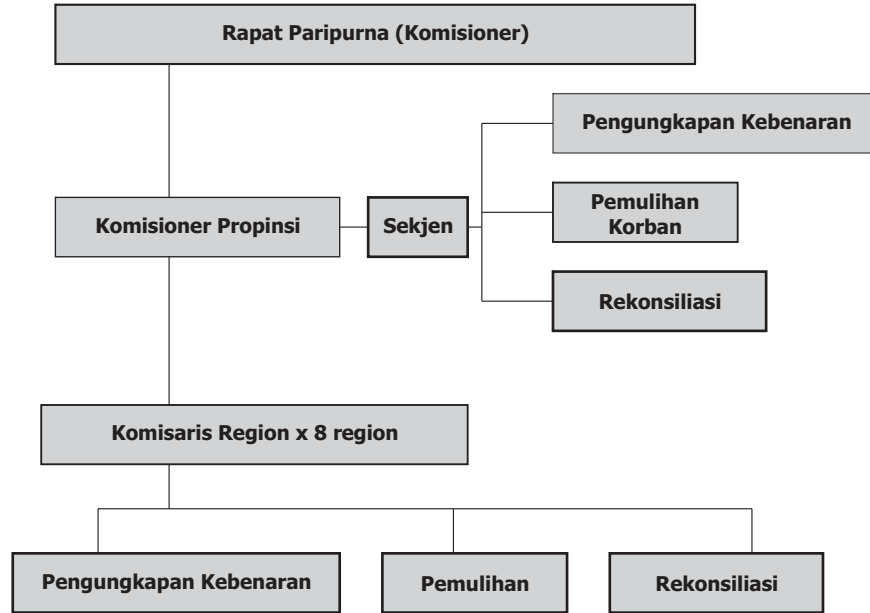 Rapat Paripurna (Komisioner)
Pengungkapan Kebenaran
Komisioner Propinsi
Sekjen
Pemulihan
Korban
Rekonsiliasi
Komisaris Region x 8 region
Pengungkapan Kebenaran
Pemulihan
Rekonsiliasi